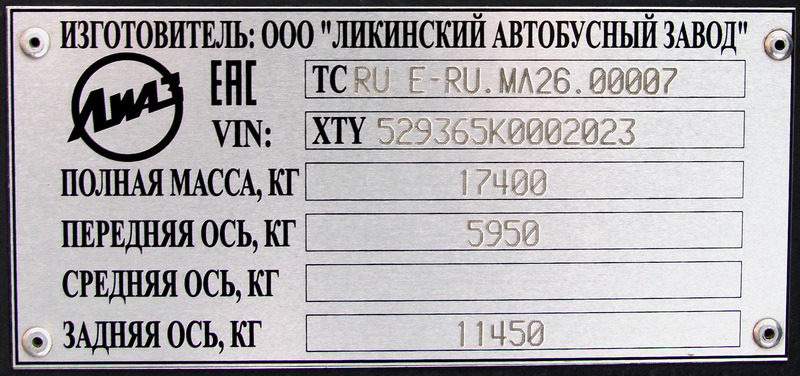 ИЗГОТОВИТЕЛЬ: ООО "ЛИКИНСКИЙ АВТОБУСНЫЙ ЗАВОД"
ЛиАЗ EAC ТС RU E-RU.МЛ26.00007
VIN: XTY 529365K0002023
ПОЛНАЯ МАССА, КГ 17400
ПЕРЕДНЯЯ ОСЬ, КГ 5950
СРЕДНЯЯ ОСЬ, КГ
ЗАДНЯЯ ОСЬ, КГ 11450